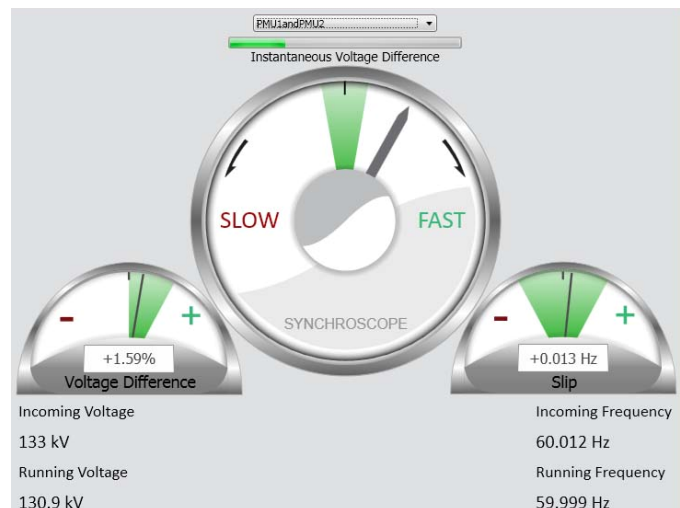 PMU1andPMU2
Instantaneous Voltage Difference
SLOW
FAST
SYNCHROSCOPE
- +
+1.59%
Voltage Difference
- +
+0.013 Hz
Slip
Incoming Voltage
133 kV
Running Voltage
130.9 kV
Incoming Frequency
60.012 Hz
Running Frequency
59.999 Hz